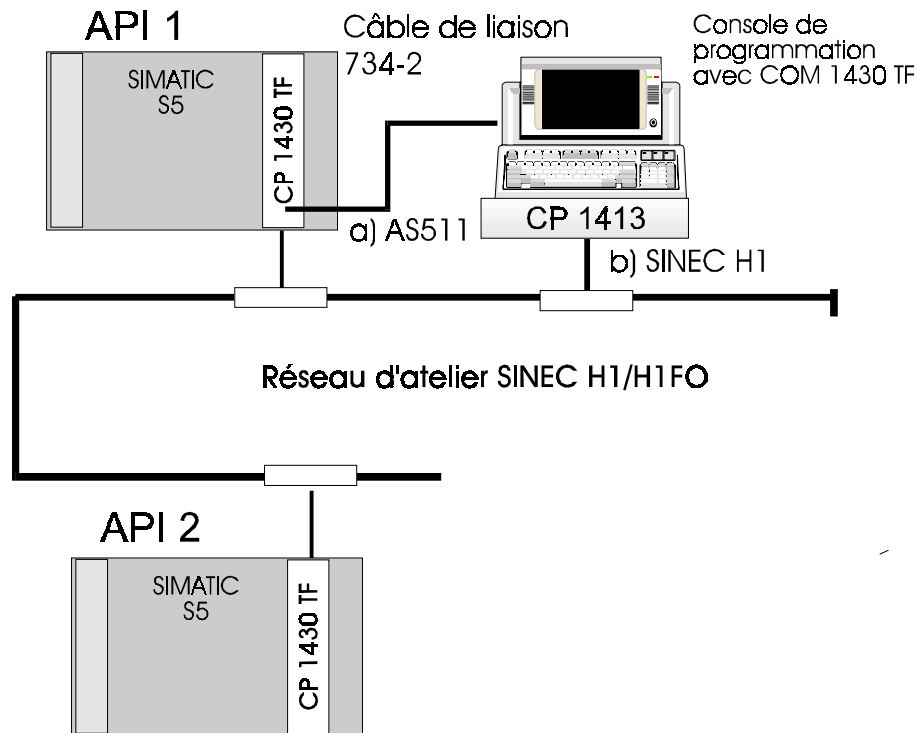 API 1
SIMATIC
S5
CP 1430 TF
Câble de liaison
734-2
Console de
programmation
avec COM 1430 TF
a) AS511
CP 1413
b) SINEC H1
Réseau d'atelier SINEC H1/H1FO
API 2
SIMATIC
S5
CP 1430 TF